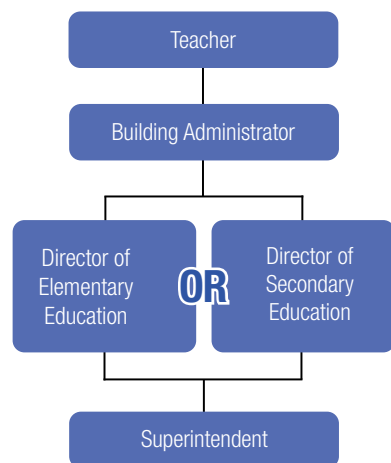 Teacher
Building Administrator
Director of
Elementary
Education
OR
Director of
Secondary
Education
Superintendent